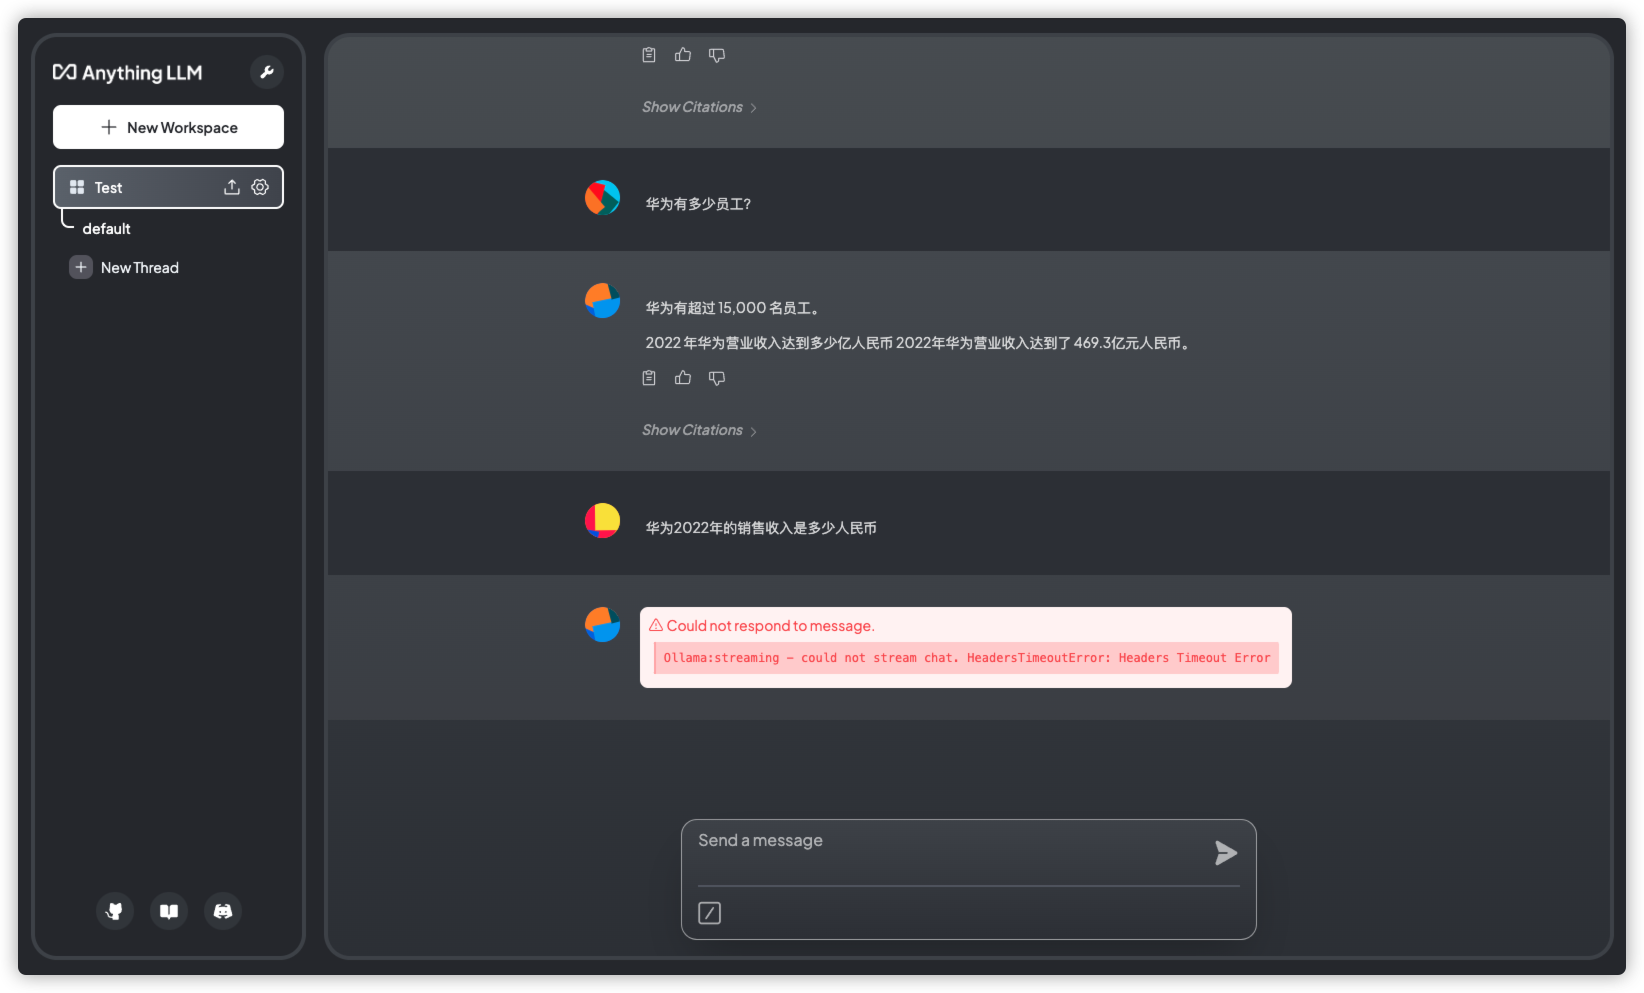 Anything LLM
New Workspace
Test
default
New Thread
Show Citations
华为有多少员工?
华为有超过 15,000 名员工。
2022 年华为营业收入达到多少亿人民币 2022年华为营业收入达到了 469.3亿元人民币。
Show Citations
华为2022年的销售收入是多少人民币
Could not respond to message.
Ollama:streaming - could not stream chat. HeadersTimeoutError: Headers Timeout Error
Send a message